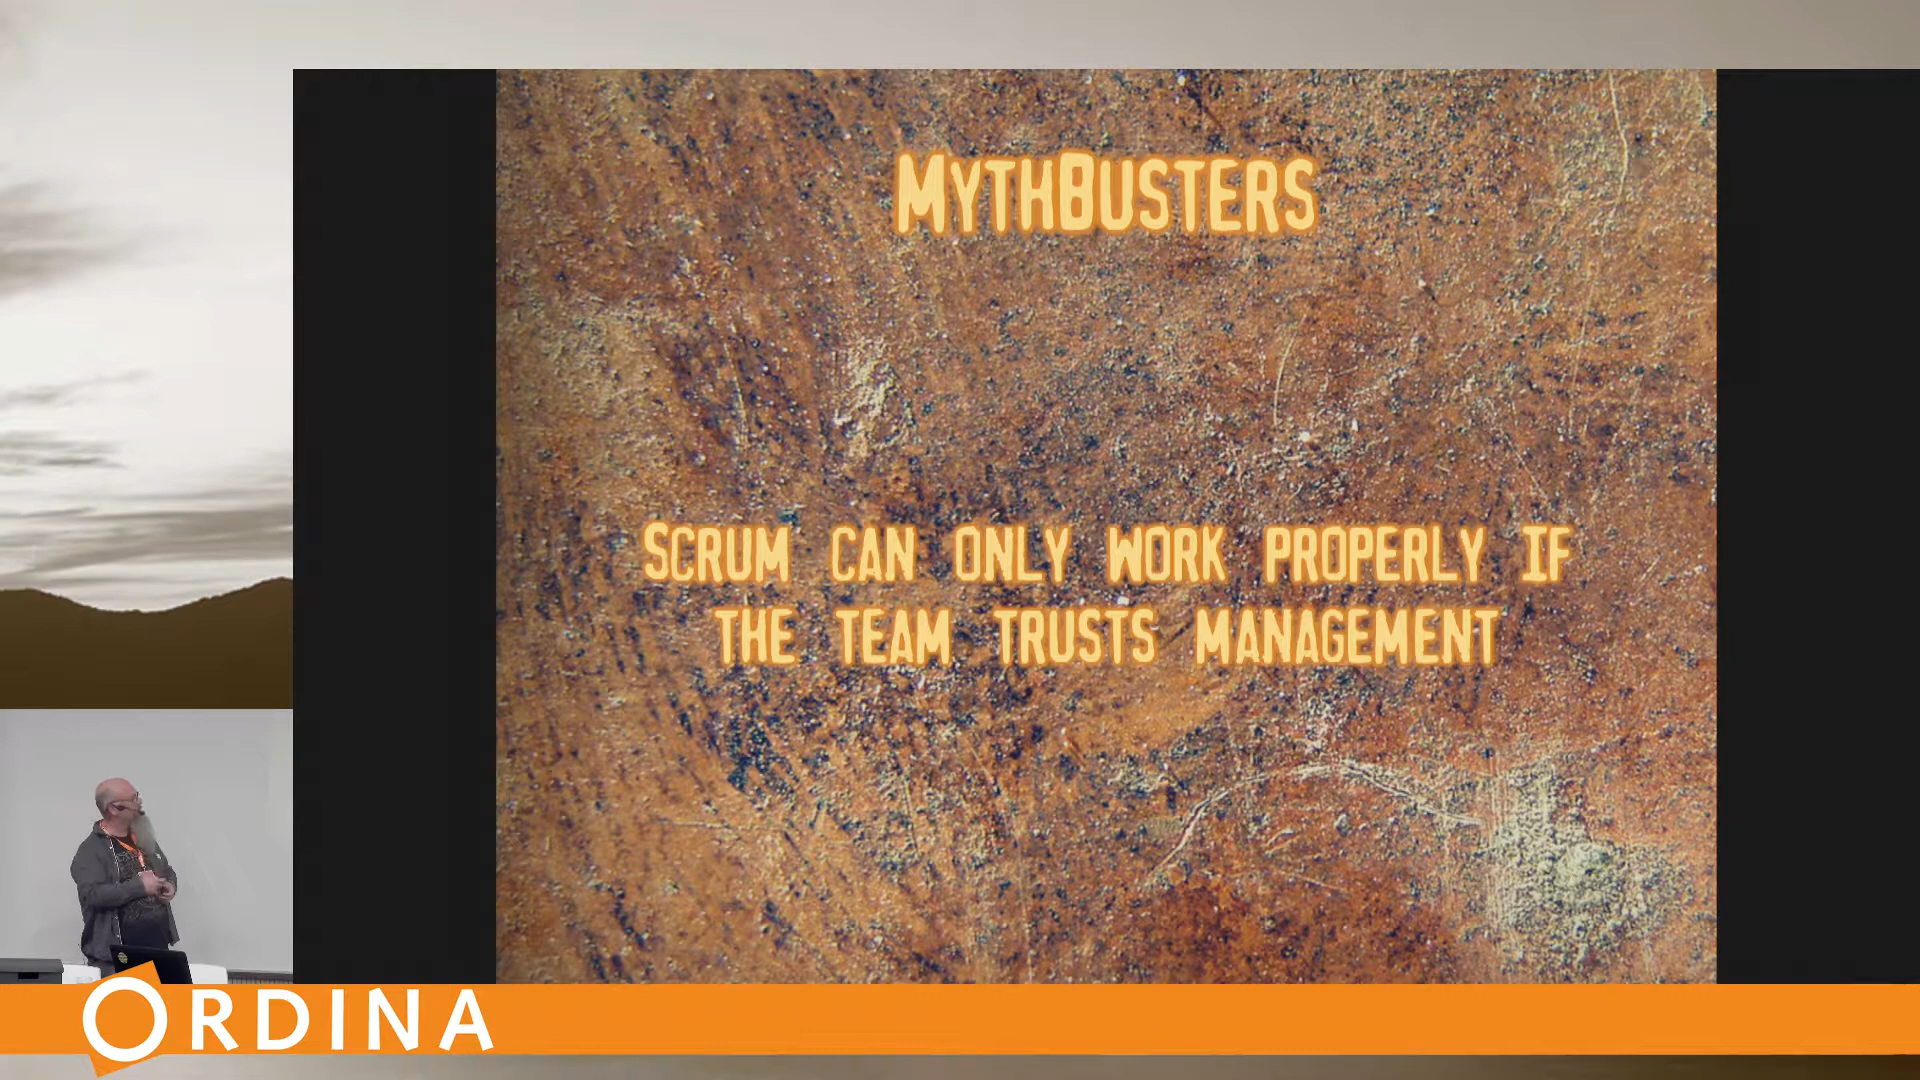 MythBusters
Scrum can only work properly if
the team trusts management
ORDINA